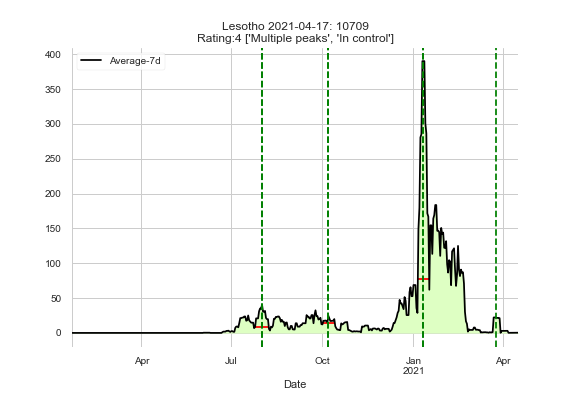 Lesotho 2021-04-17: 10709
Rating:4 ['Multiple peaks', 'In control']
Average-7d
400
350
300
250
200
150
100
50
0
Apr
Jul
Oct
Jan
2021
Apr
Date